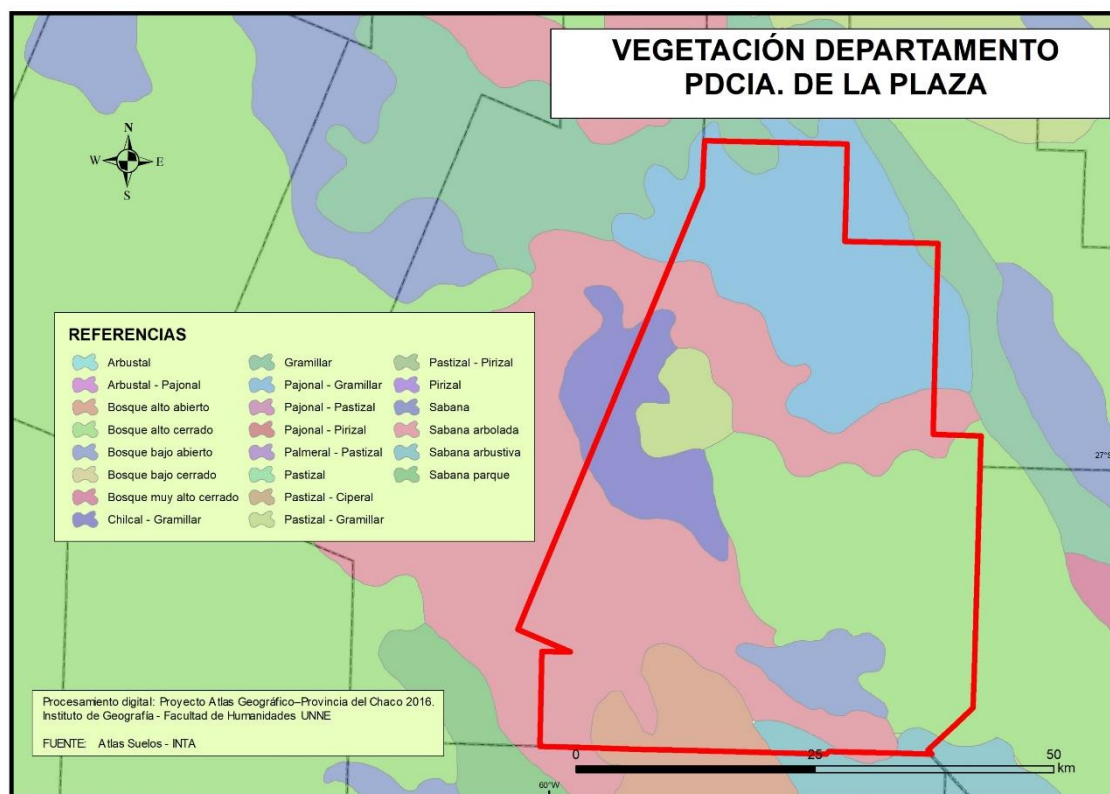 VEGETACIÓN DEPARTAMENTO
PDCIA. DE LA PLAZA
N
W E
S
REFERENCIAS
Arbustal
Arbustal - Pajonal
Bosque alto abierto
Bosque alto cerrado
Bosque bajo abierto
Bosque bajo cerrado
Bosque muy alto cerrado
Chilcal - Gramillar
Gramillar
Pajonal - Gramillar
Pajonal - Pastizal
Pajonal - Pirizal
Palmeral - Pastizal
Pastizal
Pastizal - Ciperal
Pastizal - Gramillar
Pastizal - Pirizal
Pirizal
Sabana
Sabana arbolada
Sabana arbustiva
Sabana parque
27°S
Procesamiento digital: Proyecto Atlas Geográfico–Provincia del Chaco 2016.
Instituto de Geografía - Facultad de Humanidades UNNE
FUENTE: Atlas Suelos - INTA
0 25 50
km
60°W